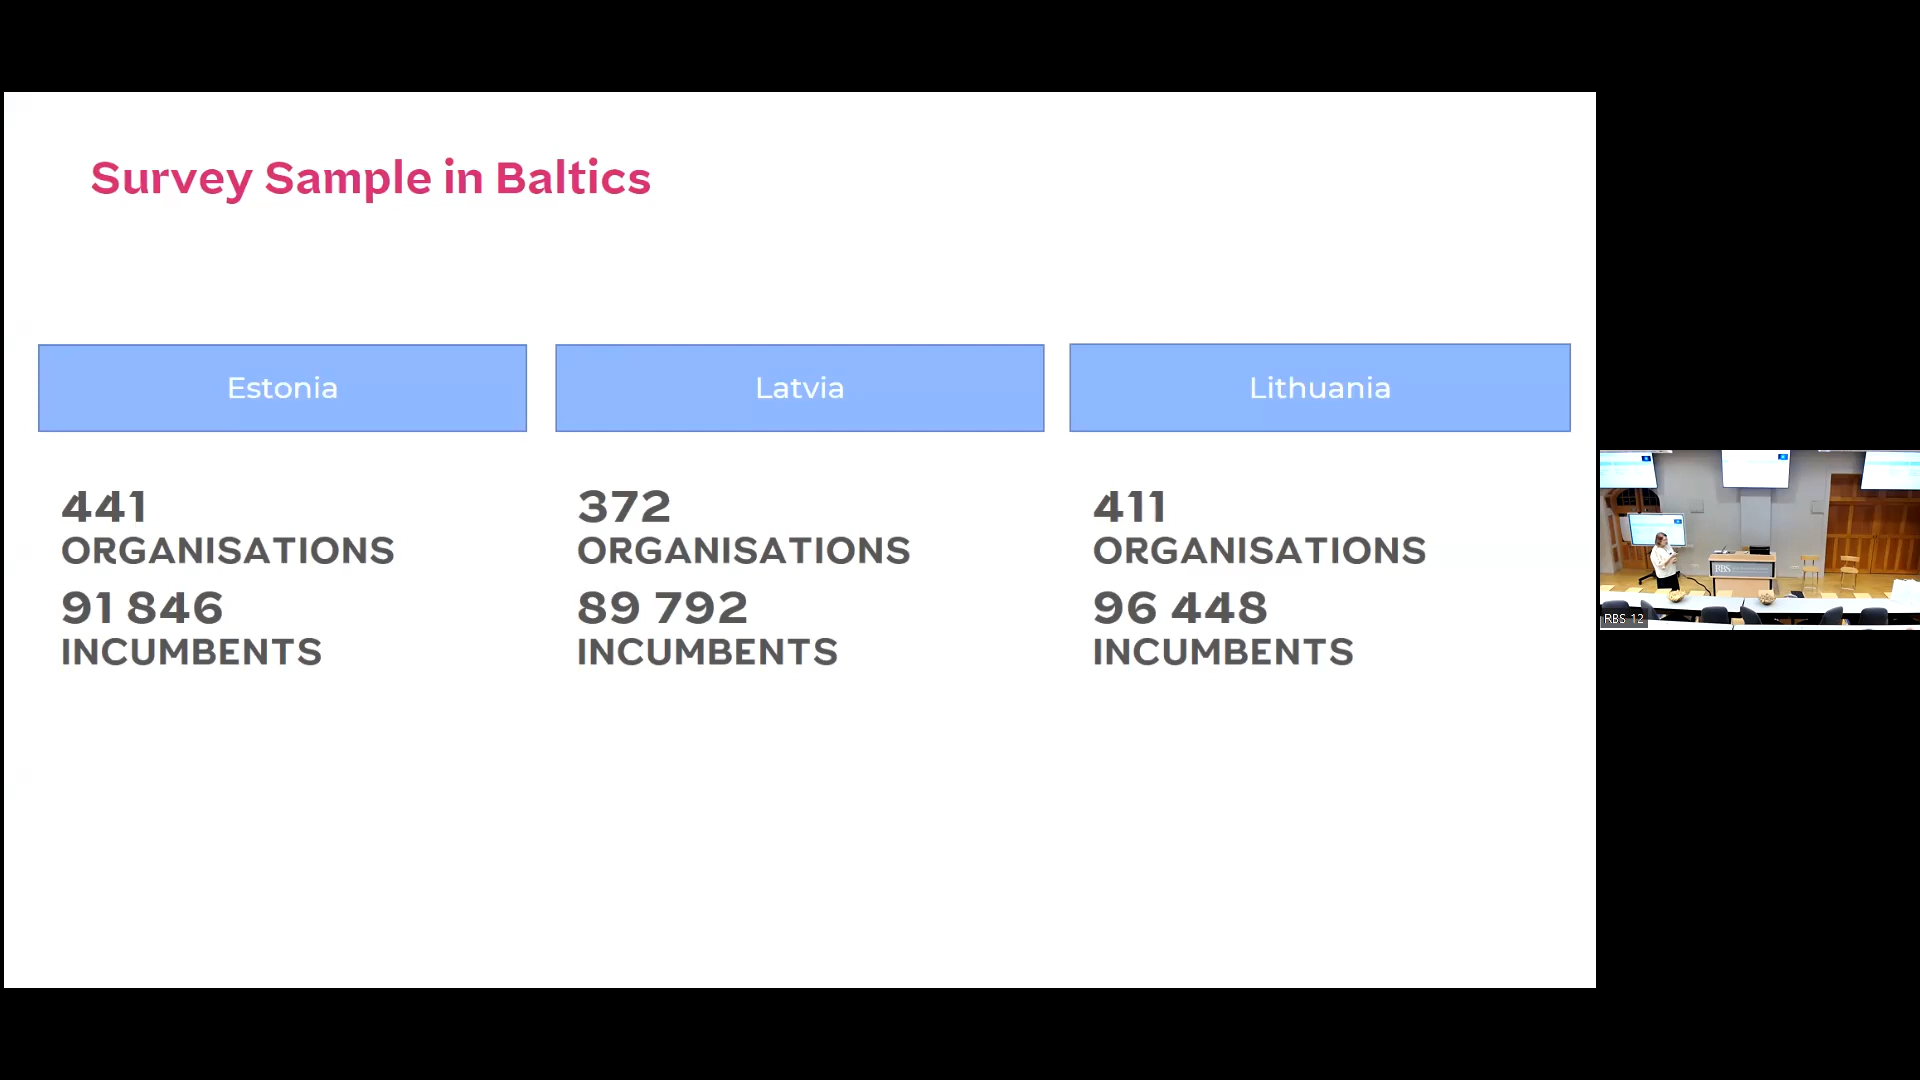 Survey Sample in Baltics
Estonia
Latvia
Lithuania
441
ORGANISATIONS
91 846
INCUMBENTS
372
ORGANISATIONS
89 792
INCUMBENTS
411
ORGANISATIONS
96 448
INCUMBENTS
RBS
RBS 12